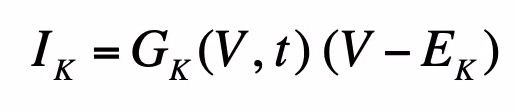 I_K = G_K(V, t) (V − E_K)